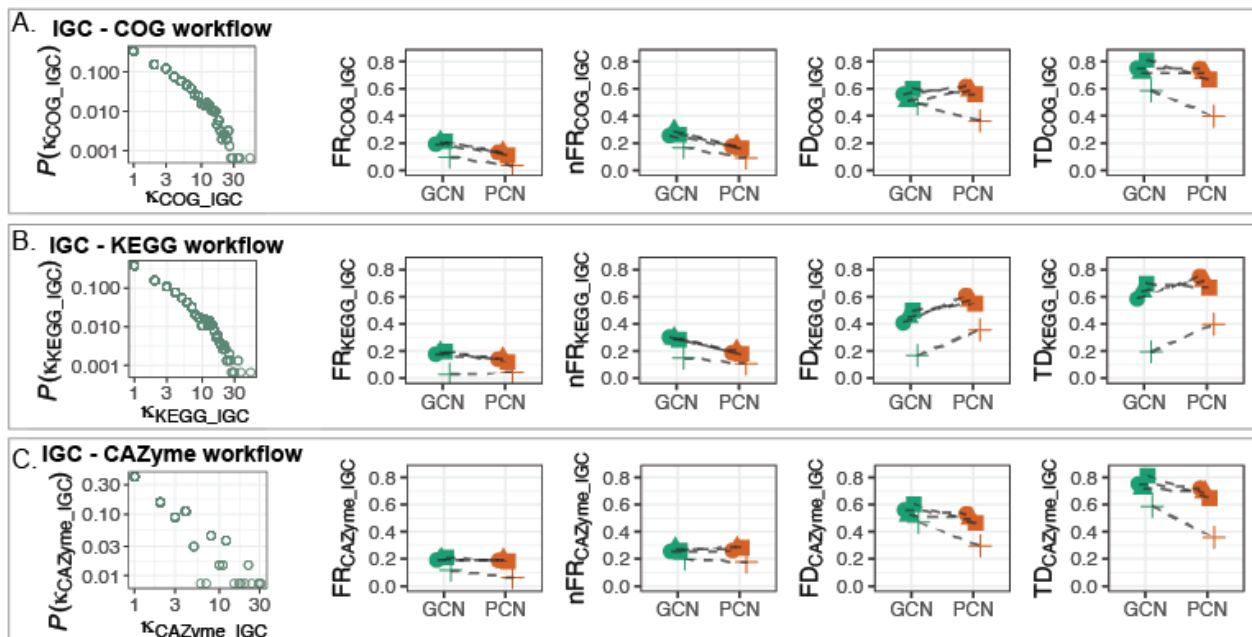 A. IGC - COG workflow
P(κCOG_IGC)
0.100
0.010
0.001
1 3 10 30
κCOG_IGC
FRCOG_IGC
0.8
0.6
0.4
0.2
0.0
GCN PCN
nFRCOG_IGC
0.8
0.6
0.4
0.2
0.0
GCN PCN
FDCOG_IGC
0.8
0.6
0.4
0.2
0.0
GCN PCN
TDCOG_IGC
0.8
0.6
0.4
0.2
0.0
GCN PCN
B. IGC - KEGG workflow
P(κKEGG_IGC)
0.100
0.010
0.001
1 3 10 30
κKEGG_IGC
FRKEGG_IGC
0.8
0.6
0.4
0.2
0.0
GCN PCN
nFRKEGG_IGC
0.8
0.6
0.4
0.2
0.0
GCN PCN
FDKEGG_IGC
0.8
0.6
0.4
0.2
0.0
GCN PCN
TDKEGG_IGC
0.8
0.6
0.4
0.2
0.0
GCN PCN
C. IGC - CAZyme workflow
P(κCAZyme_IGC)
0.30
0.10
0.03
0.01
1 3 10 30
κCAZyme_IGC
FRCAZyme_IGC
0.8
0.6
0.4
0.2
0.0
GCN PCN
nFRCAZyme_IGC
0.8
0.6
0.4
0.2
0.0
GCN PCN
FDCAZyme_IGC
0.8
0.6
0.4
0.2
0.0
GCN PCN
TDCAZyme_IGC
0.8
0.6
0.4
0.2
0.0
GCN PCN